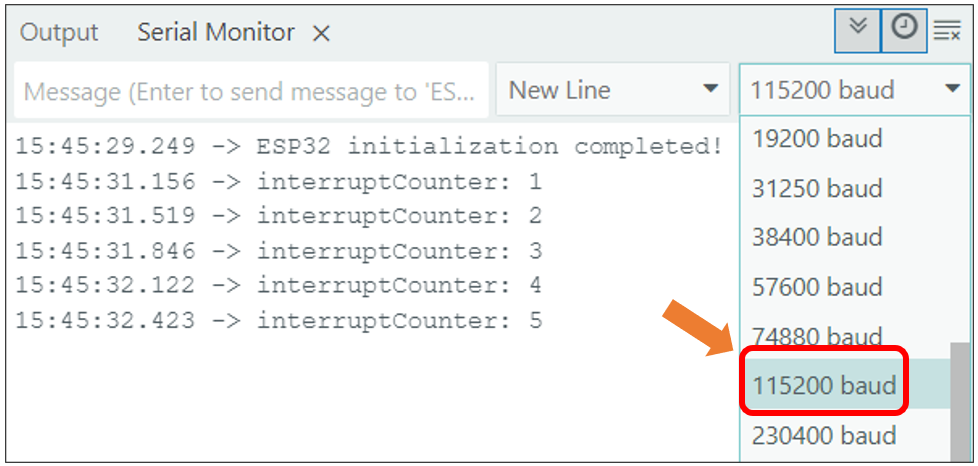 Output Serial Monitor ×
Message (Enter to send message to 'ES... New Line 115200 baud
15:45:29.249 -> ESP32 initialization completed!
15:45:31.156 -> interruptCounter: 1
15:45:31.519 -> interruptCounter: 2
15:45:31.846 -> interruptCounter: 3
15:45:32.122 -> interruptCounter: 4
15:45:32.423 -> interruptCounter: 5
19200 baud
31250 baud
38400 baud
57600 baud
74880 baud
115200 baud
230400 baud